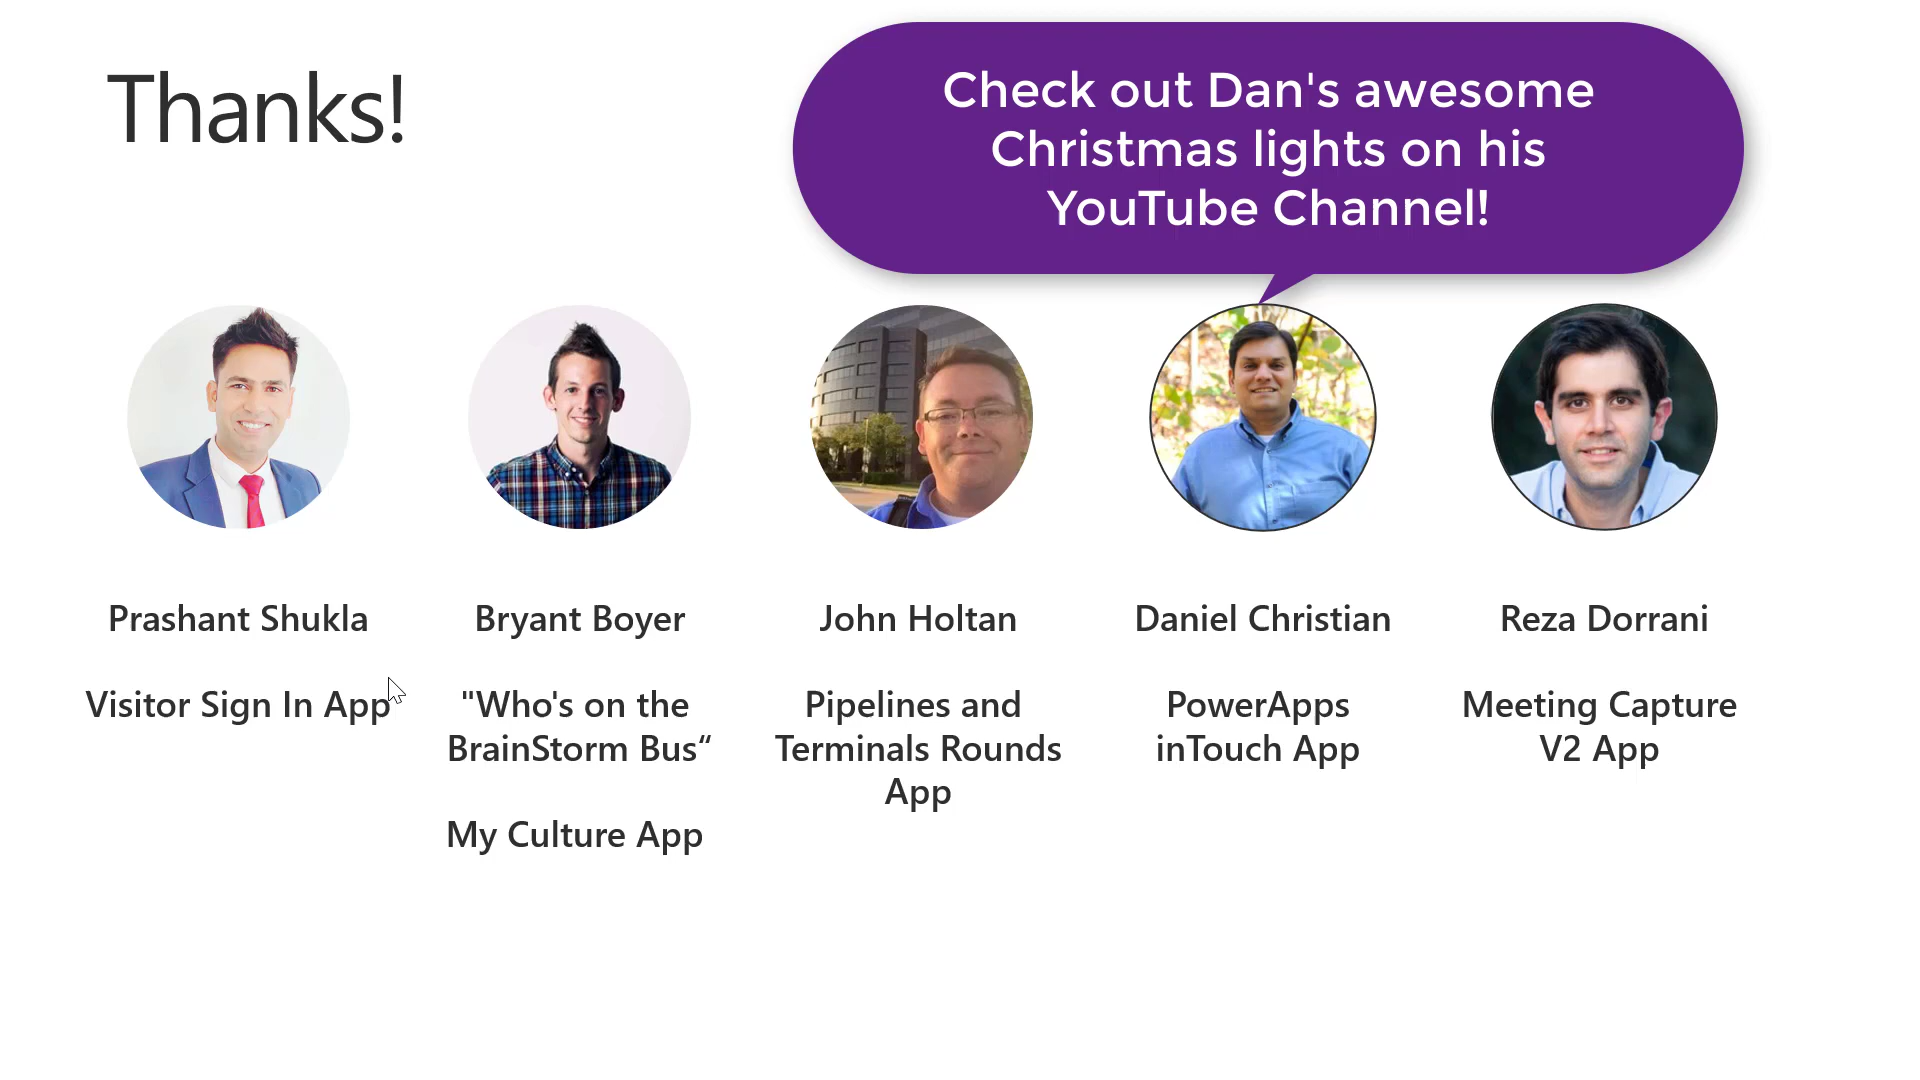 Thanks!
Check out Dan's awesome
Christmas lights on his
YouTube Channel!
Prashant Shukla
Visitor Sign In App
Bryant Boyer
"Who's on the
BrainStorm Bus“
My Culture App
John Holtan
Pipelines and
Terminals Rounds
App
Daniel Christian
PowerApps
inTouch App
Reza Dorrani
Meeting Capture
V2 App